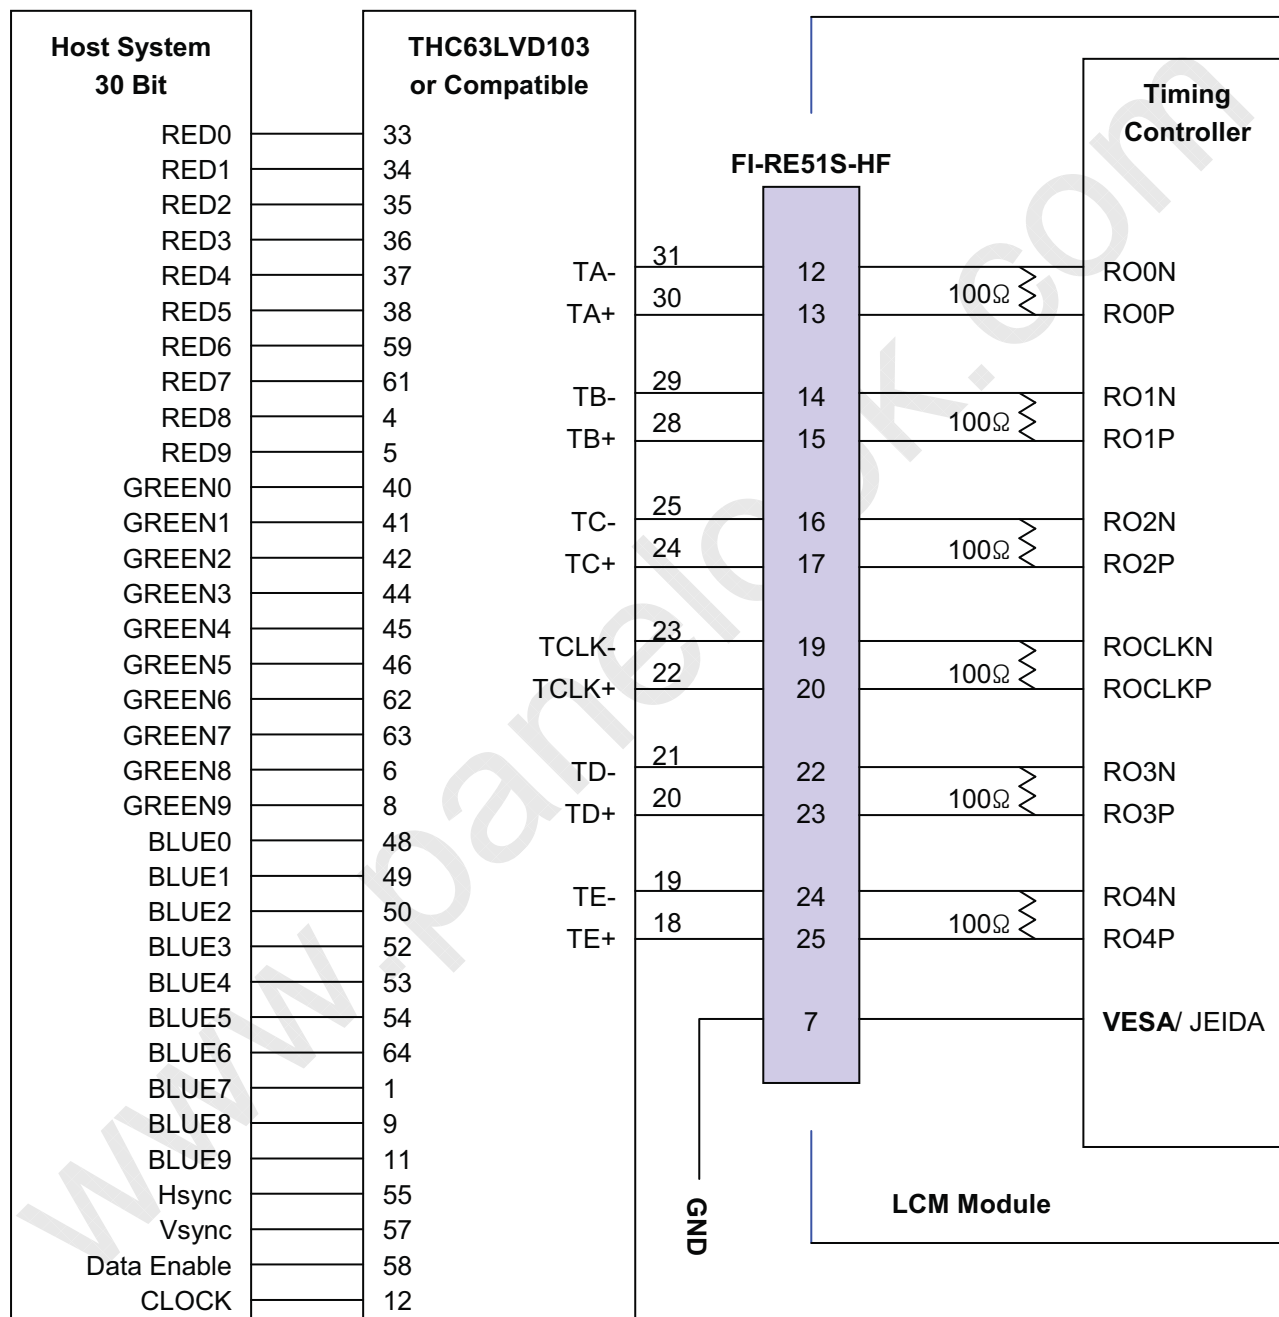 Host System
30 Bit
THC63LVD103
or Compatible
Timing
Controller
FI-RE51S-HF
RED0 33
RED1 34
RED2 35
RED3 36
RED4 37
RED5 38
RED6 59
RED7 61
RED8 4
RED9 5
GREEN0 40
GREEN1 41
GREEN2 42
GREEN3 44
GREEN4 45
GREEN5 46
GREEN6 62
GREEN7 63
GREEN8 6
GREEN9 8
BLUE0 48
BLUE1 49
BLUE2 50
BLUE3 52
BLUE4 53
BLUE5 54
BLUE6 64
BLUE7 1
BLUE8 9
BLUE9 11
Hsync 55
Vsync 57
Data Enable 58
CLOCK 12
TA- 31 12 RO0N
100Ω
TA+ 30 13 RO0P
TB- 29 14 RO1N
100Ω
TB+ 28 15 RO1P
TC- 25 16 RO2N
100Ω
TC+ 24 17 RO2P
TCLK- 23 19 ROCLKN
100Ω
TCLK+ 22 20 ROCLKP
TD- 21 22 RO3N
100Ω
TD+ 20 23 RO3P
TE- 19 24 RO4N
100Ω
TE+ 18 25 RO4P
7 VESA/ JEIDA
GND
LCM Module
www.panelook.com